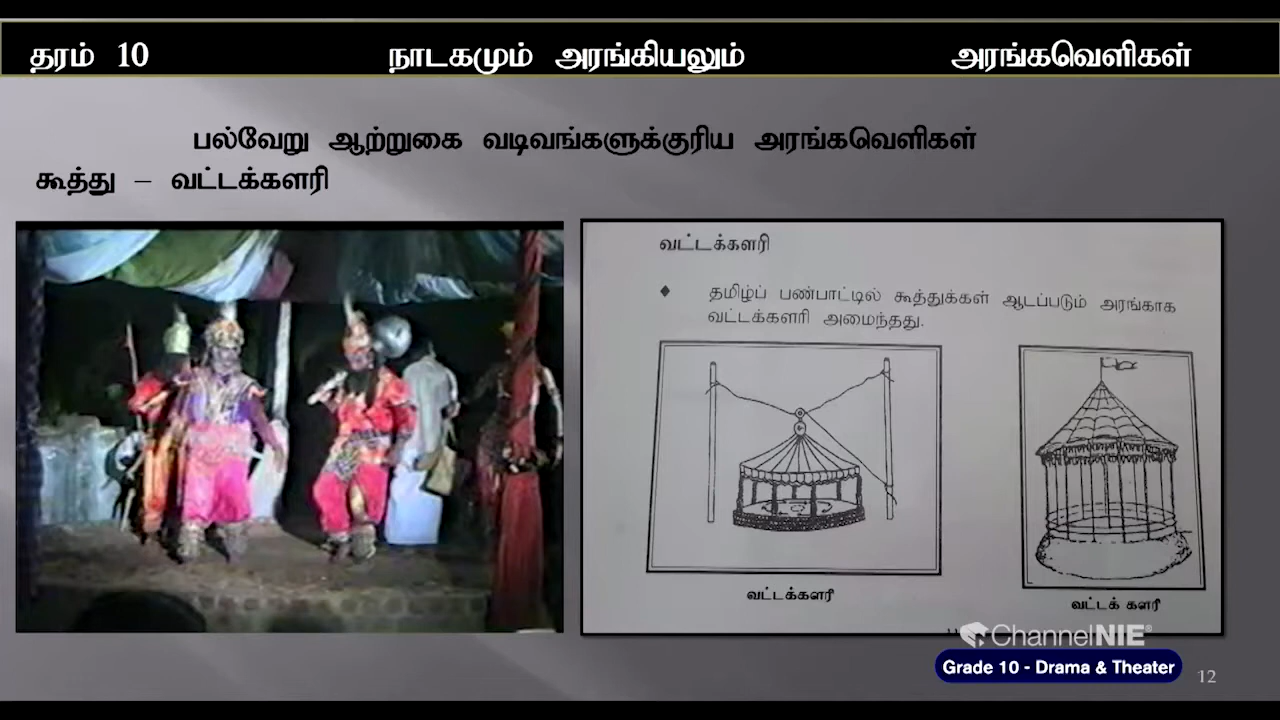 தரம் 10 நாடகமும் அரங்கியலும் அரங்கவெளிகள்
பல்வேறு ஆற்றுகை வடிவங்களுக்குரிய அரங்கவெளிகள்
கூத்து – வட்டக்களரி
வட்டக்களரி
♦ தமிழ்ப் பண்பாட்டில் கூத்துக்கள் ஆடப்படும் அரங்காக
வட்டக்களரி அமைந்தது.
வட்டக்களரி
வட்டக் களரி
ChannelNIE®
Grade 10 - Drama & Theater
12